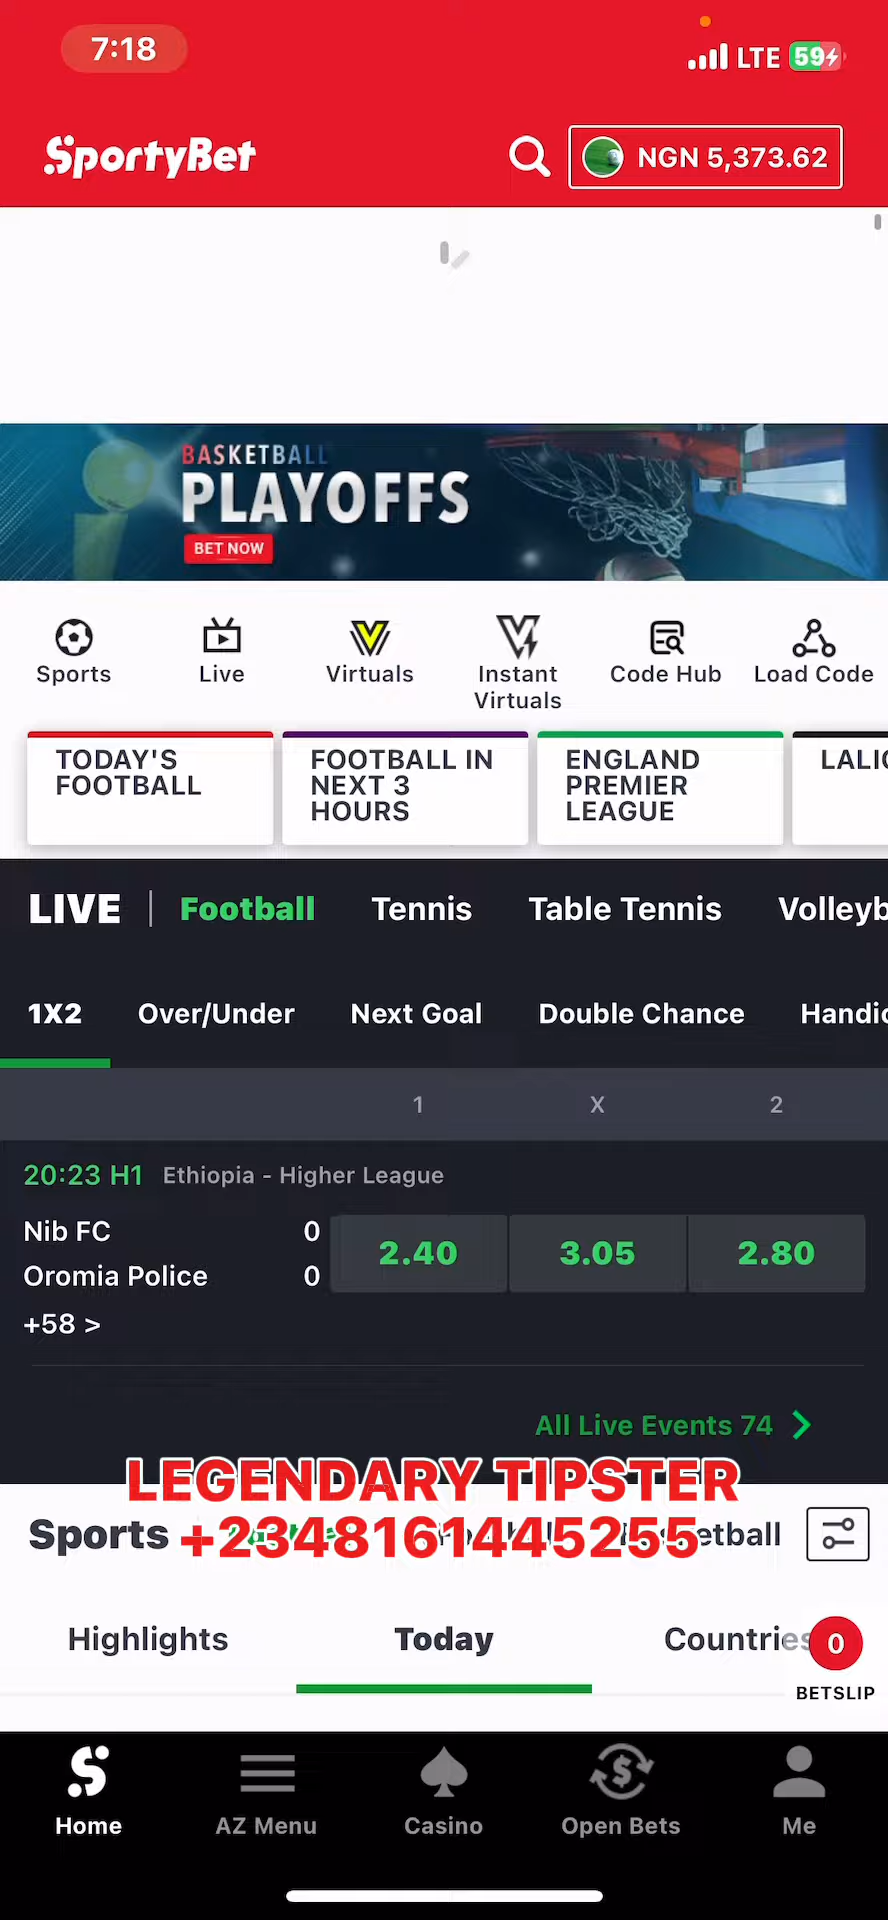 7:18
LTE 59
SportyBet
NGN 5,373.62
BASKETBALL
PLAYOFFS
BET NOW
Sports
Live
Virtuals
Instant
Virtuals
Code Hub
Load Code
TODAY'S
FOOTBALL
FOOTBALL IN
NEXT 3
HOURS
ENGLAND
PREMIER
LEAGUE
LALIG
LIVE
Football
Tennis
Table Tennis
Volleyb
1X2
Over/Under
Next Goal
Double Chance
Handic
1
X
2
20:23 H1 Ethiopia - Higher League
Nib FC 0
Oromia Police 0
2.40
3.05
2.80
+58 >
All Live Events 74
LEGENDARY TIPSTER
Sports
+2348161445255
Highlights
Today
Countries
0
BETSLIP
Home
AZ Menu
Casino
Open Bets
Me